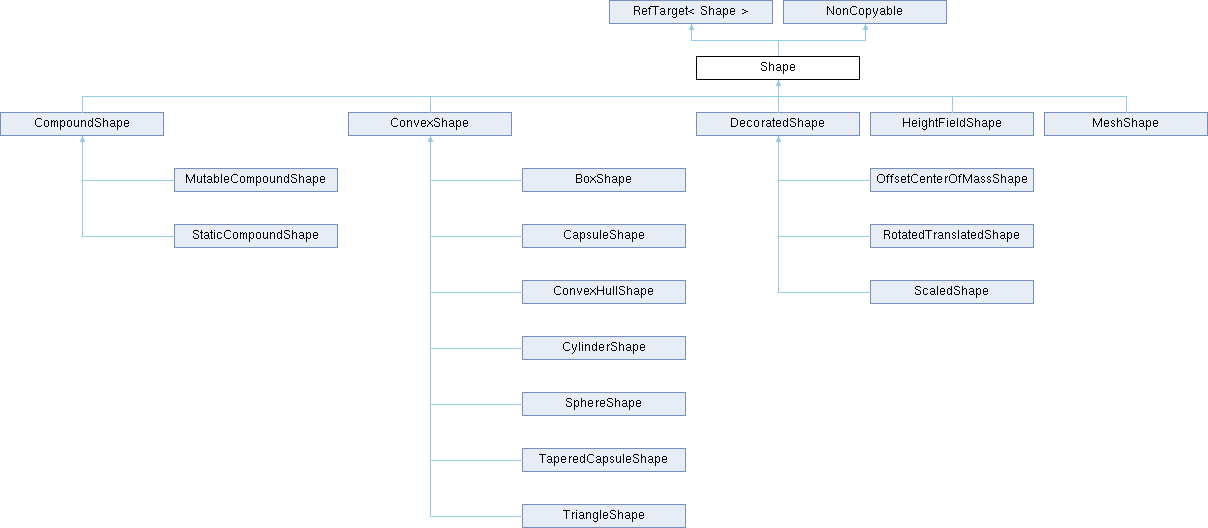 RefTarget< Shape >
NonCopyable
Shape
CompoundShape
ConvexShape
DecoratedShape
HeightFieldShape
MeshShape
MutableCompoundShape
BoxShape
OffsetCenterOfMassShape
StaticCompoundShape
CapsuleShape
RotatedTranslatedShape
ConvexHullShape
ScaledShape
CylinderShape
SphereShape
TaperedCapsuleShape
TriangleShape